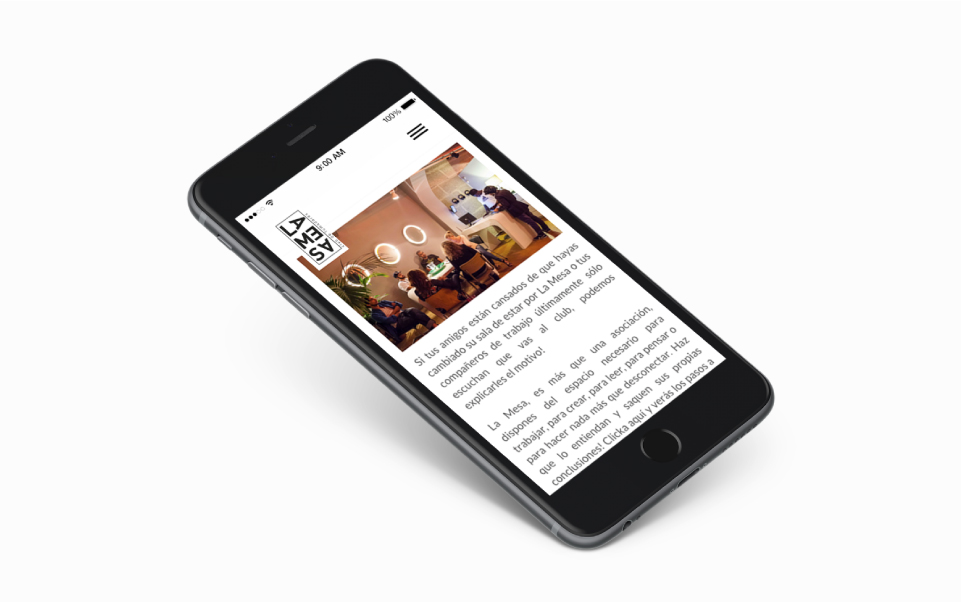 100%
9:00 AM
LA
MESA
Si tus amigos están cansados de que hayas
cambiado su sala de estar por La Mesa o tus
compañeros de trabajo últimamente sólo
escuchan que vas al club, podemos
explicarles el motivo!
La Mesa, es más que una asociación,
dispones del espacio necesario para
trabajar, para crear, para leer, para pensar o
para hacer nada más que desconectar. Haz
que lo entiendan y saquen sus propias
conclusiones! Clicka aquí y verás los pasos a